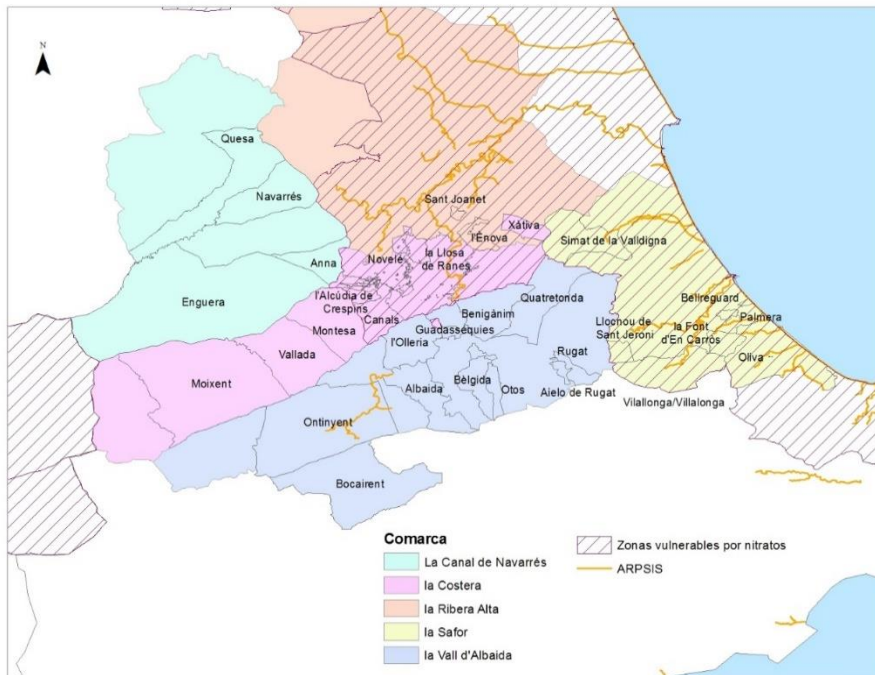 N
Quesa
Navarrés
Sant Joanet
Xàtiva
l'Énova
Simat de la Valldigna
Novelé
la Llosa
de Ranes
Anna
Enguera
l'Alcúdia de
Crespins
Canals
Montesa
Vallada
Moixent
Quatretonda
Benigànim
Guadasséquies
l'Olleria
Bellreguard
Palmera
Llocnou de
Sant Jeroni
la Font
d'En Carròs
Oliva
Rugat
Bèlgida
Albaida
Otos
Aielo de Rugat
Vilallonga/Villalonga
Ontinyent
Bocairent
Comarca
La Canal de Navarrés
la Costera
la Ribera Alta
la Safor
la Vall d'Albaida
Zonas vulnerables por nitratos
ARPSIS